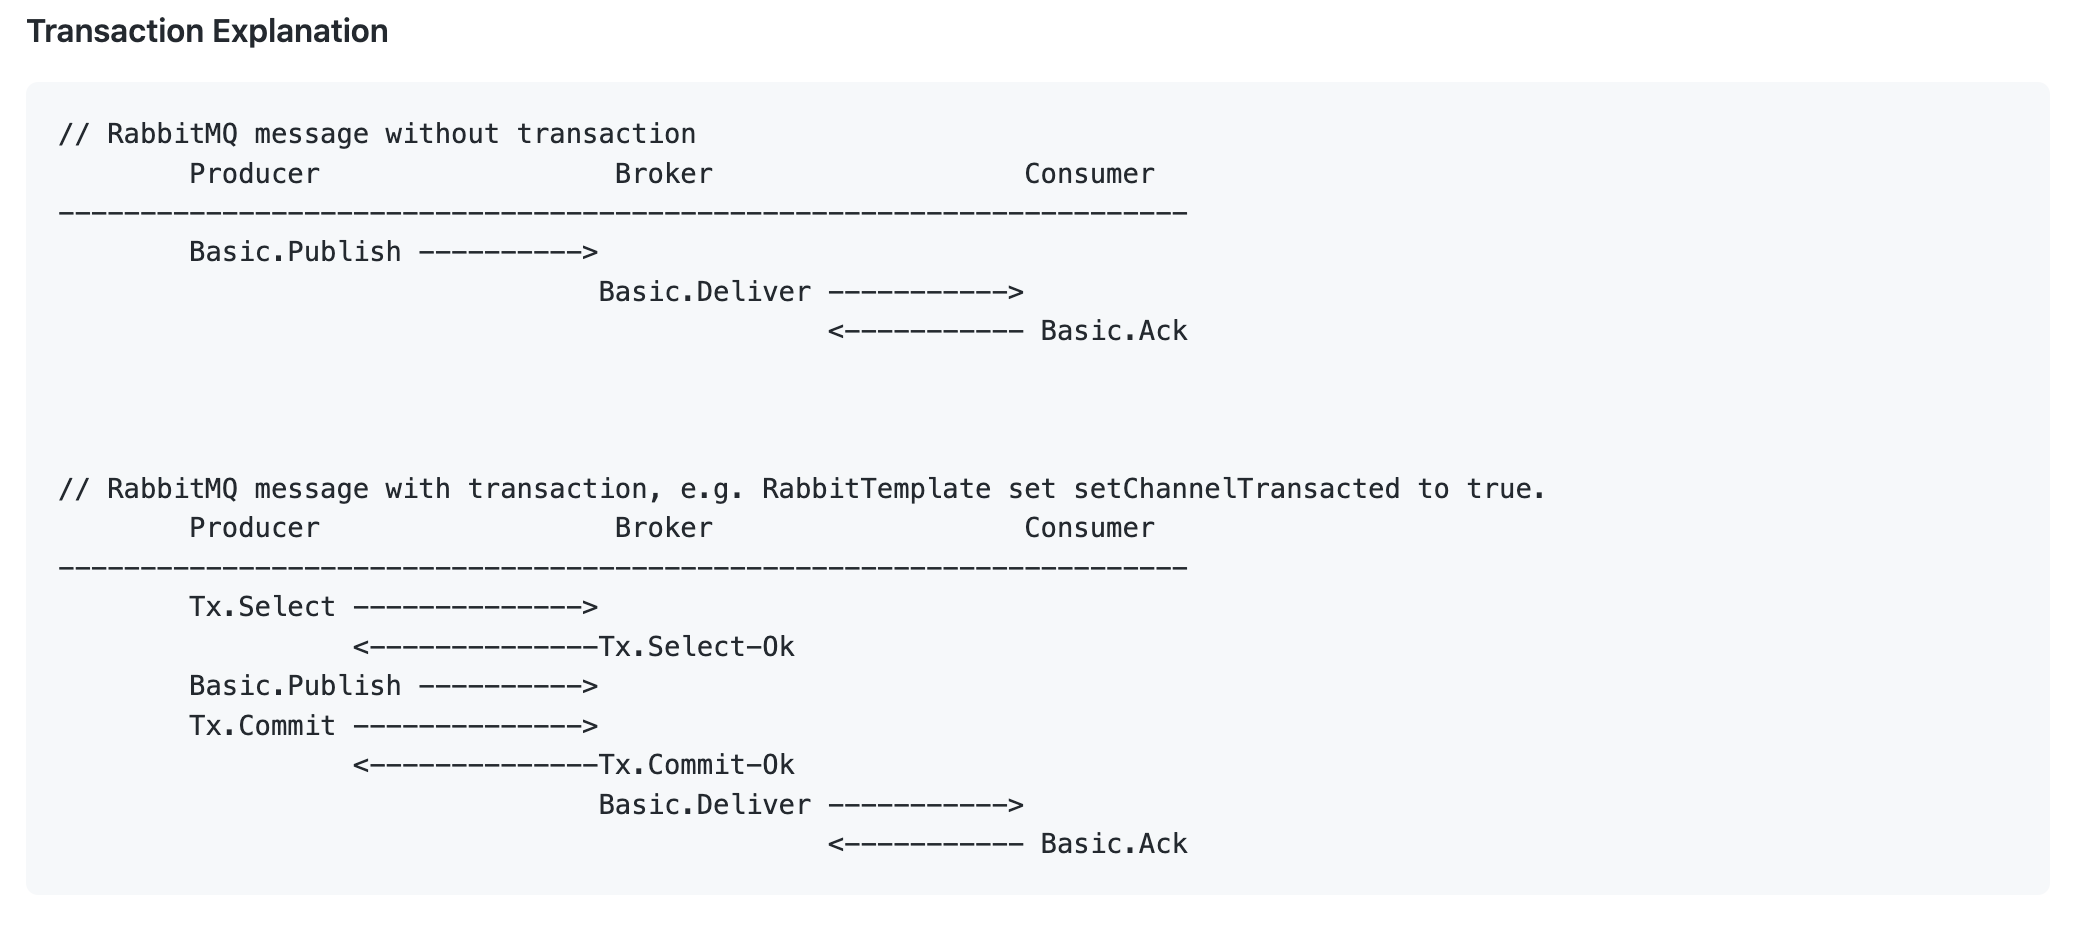 Transaction Explanation
// RabbitMQ message without transaction
        Producer                  Broker                   Consumer
---------------------------------------------------------------------
        Basic.Publish ---------->
                                 Basic.Deliver ----------->
                                               <----------- Basic.Ack
// RabbitMQ message with transaction, e.g. RabbitTemplate set setChannelTransacted to true.
        Producer                  Broker                   Consumer
---------------------------------------------------------------------
        Tx.Select -------------->
                  <--------------Tx.Select-Ok
        Basic.Publish ---------->
        Tx.Commit -------------->
                  <--------------Tx.Commit-Ok
                                 Basic.Deliver ----------->
                                               <----------- Basic.Ack